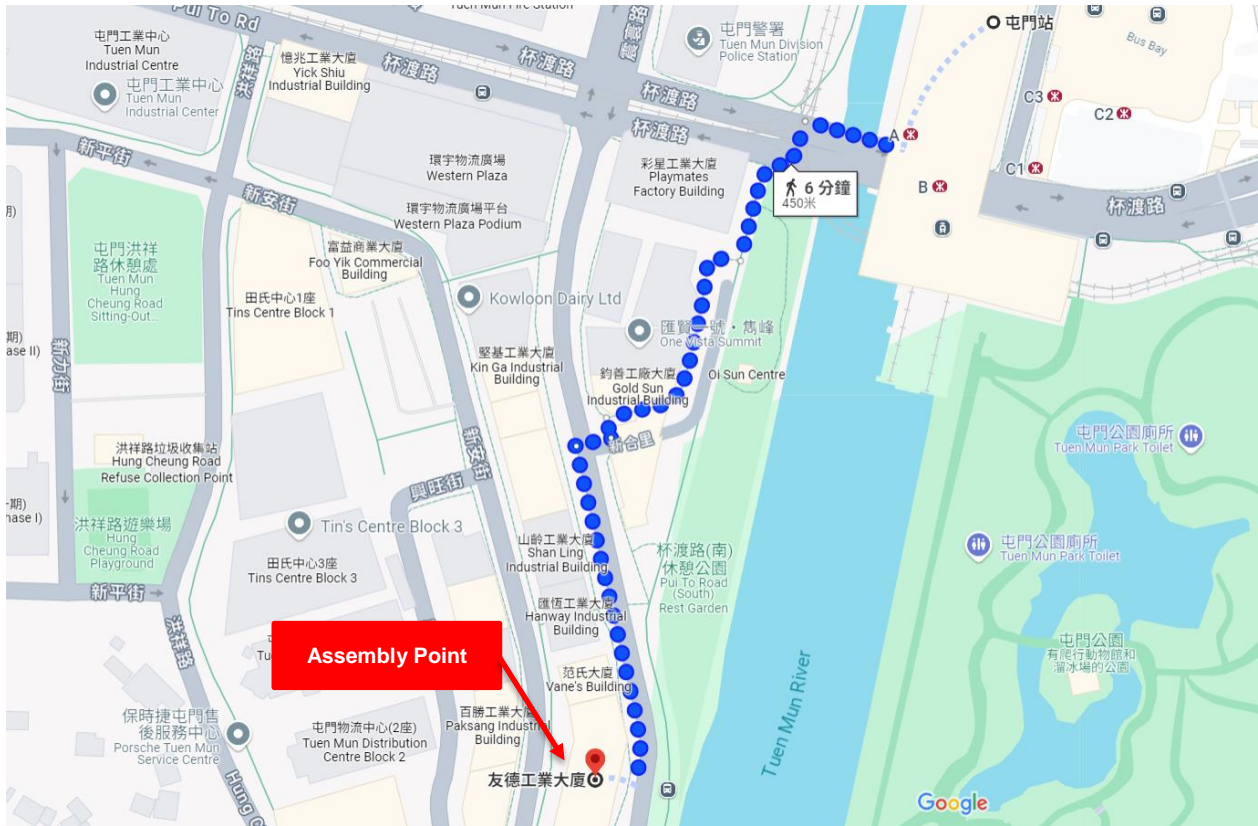 Pui To Rd
Tuen Mun Fire Station
屯門工業中心
Tuen Mun
Industrial Centre
屯門工業中心
Tuen Mun
Industrial Center
洪祥路
憶兆工業大廈
Yick Shiu
Industrial Building
杯渡路
杯渡路
屯門警署
Tuen Mun Division
Police Station
屯門站
Bus Bay
C3
C2
C1
A
B
杯渡路
杯渡路
杯渡路
新平街
新安街
環宇物流廣場
Western Plaza
環宇物流廣場平台
Western Plaza Podium
彩星工業大廈
Playmates
Factory Building
6 分鐘
450米
富益商業大廈
Foo Yik Commercial
Building
屯門洪祥
路休憩處
Tuen Mun
Hung
Cheung Road
Sitting-Out...
田氏中心1座
Tins Centre Block 1
Kowloon Dairy Ltd
匯賢一號・雋峰
One Vista Summit
期)
ase II)
新力街
堅基工業大廈
Kin Ga Industrial
Building
鈞善工廠大廈
Gold Sun
Industrial Building
Oi Sun Centre
新合里
新安街
興旺街
洪祥路垃圾收集站
Hung Cheung Road
Refuse Collection Point
屯門公園廁所
Tuen Mun Park Toilet
期)
hase I)
洪祥路遊樂場
Hung
Cheung Road
Playground
Tin's Centre Block 3
田氏中心3座
Tins Centre Block 3
山齡工業大廈
Shan Ling
Industrial Building
杯渡路(南)
休憩公園
Pui To Road
(South)
Rest Garden
屯門公園廁所
Tuen Mun Park Toilet
新平街
洪祥路
匯恆工業大廈
Hanway Industrial
Building
Assembly Point
范氏大廈
Vane's Building
屯門公園
有爬行動物館和
溜冰場的公園
保時捷屯門售
後服務中心
Porsche Tuen Mun
Service Centre
屯門物流中心(2座)
Tuen Mun Distribution
Centre Block 2
百勝工業大廈
Paksang Industrial
Building
友德工業大廈
Tuen Mun River
Google